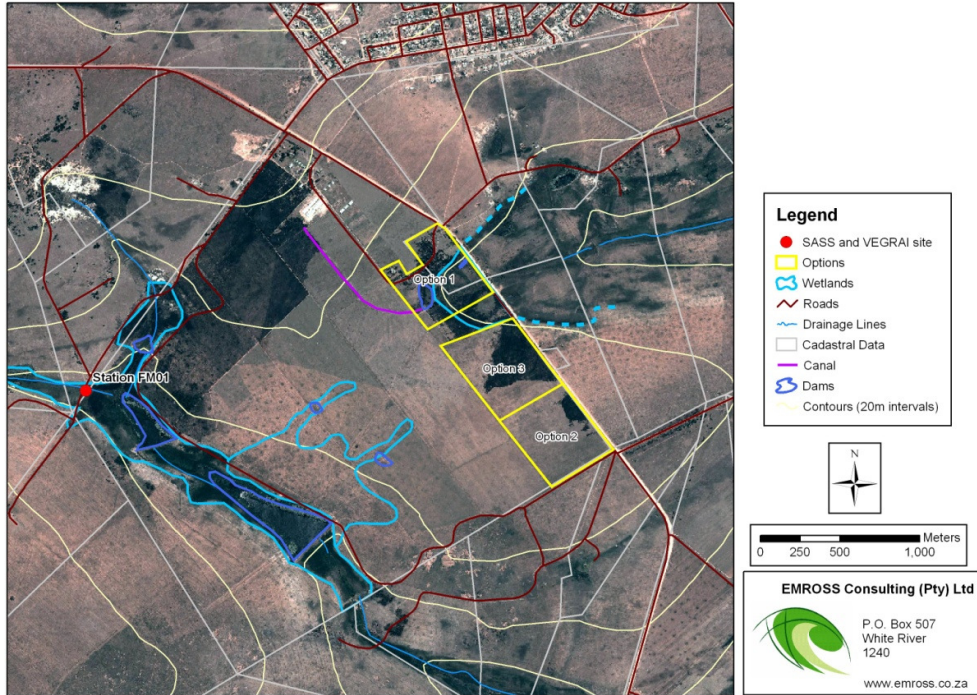 Option 1
Option 3
Option 2
Station FM01
Legend
SASS and VEGRAI site
Options
Wetlands
Roads
Drainage Lines
Cadastral Data
Canal
Dams
Contours (20m intervals)
N
Meters
0 250 500 1,000
EMROSS Consulting (Pty) Ltd
P.O. Box 507
White River
1240
www.emross.co.za